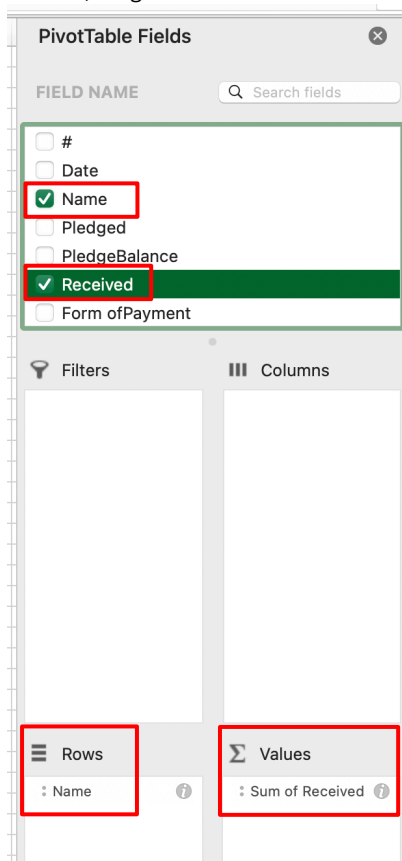 PivotTable Fields
FIELD NAME
Search fields
#
Date
Name
Pledged
PledgeBalance
Received
Form ofPayment
Filters
Columns
Rows
Values
Name
Sum of Received